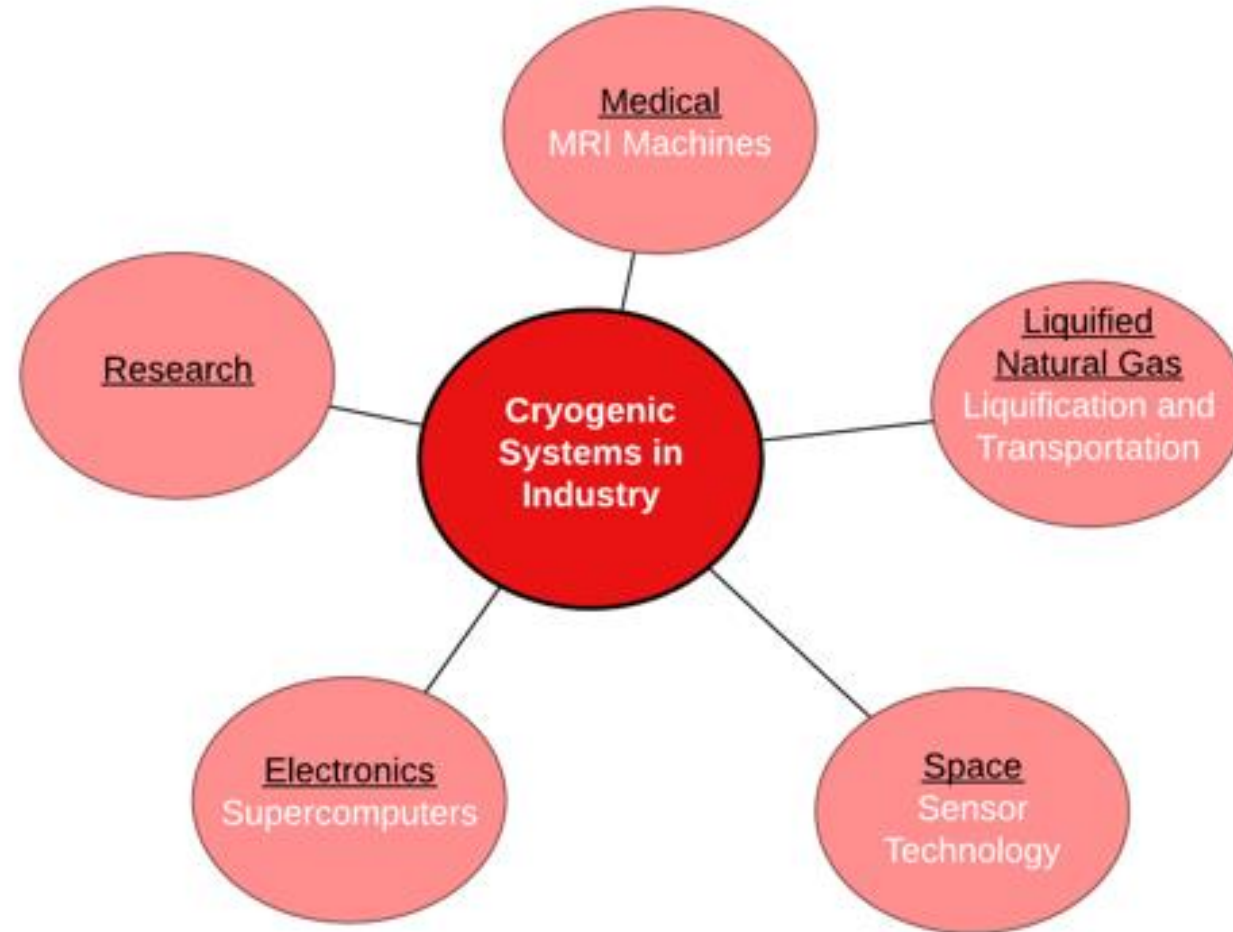 Medical
MRI Machines
Liquified
Natural Gas
Liquification and
Transportation
Research
Cryogenic
Systems in
Industry
Electronics
Supercomputers
Space
Sensor
Technology